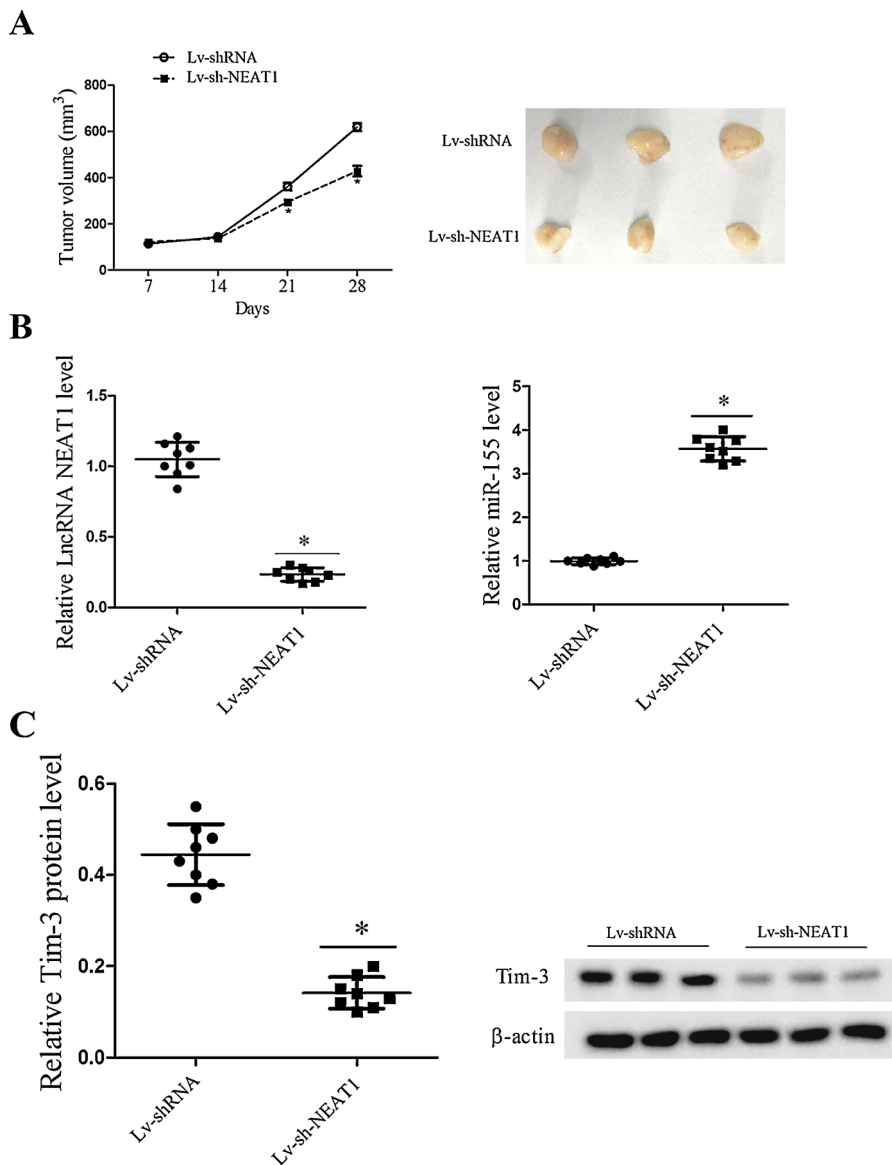 A
Lv-shRNA
Lv-sh-NEAT1
Tumor volume (mm³)
800
600
400
200
0
*
*
7 14 21 28
Days
Lv-shRNA
Lv-sh-NEAT1
B
Relative LncRNA NEAT1 level
1.5
1.0
0.5
0.0
*
Lv-shRNA
Lv-sh-NEAT1
Relative miR-155 level
5
4
3
2
1
0
*
Lv-shRNA
Lv-sh-NEAT1
C
Relative Tim-3 protein level
0.6
0.4
0.2
0.0
*
Lv-shRNA
Lv-sh-NEAT1
Lv-shRNA Lv-sh-NEAT1
Tim-3
β-actin